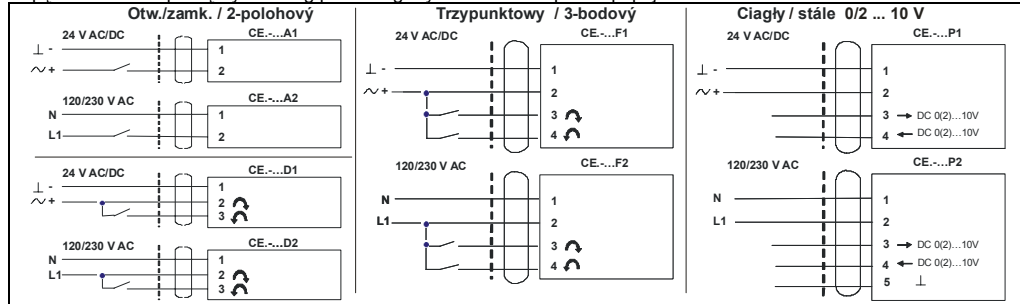 Otw./zamk. / 2-polohový
24 V AC/DC CE.-...A1
⊥ - 1
~ + 2
120/230 V AC CE.-...A2
N 1
L1 2
24 V AC/DC CE.-...D1
⊥ - 1
~ + 2
3
120/230 V AC CE.-...D2
N 1
L1 2
3
Trzypunktowy / 3-bodový
24 V AC/DC CE.-...F1
⊥ - 1
~ + 2
3
4
120/230 V AC CE.-...F2
N 1
L1 2
3
4
Ciagły / stále 0/2 ... 10 V
24 V AC/DC CE.-...P1
⊥ - 1
~ + 2
3 → DC 0(2)...10V
4 ← DC 0(2)...10V
120/230 V AC CE.-...P2
N 1
L1 2
3 → DC 0(2)...10V
4 ← DC 0(2)...10V
5 ⊥